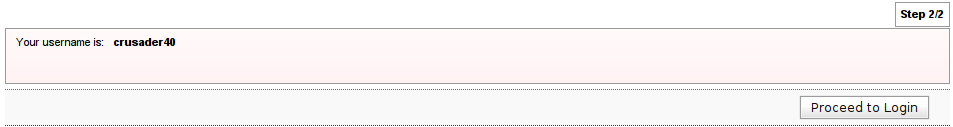 Step 2/2
Your username is: crusader40
Proceed to Login